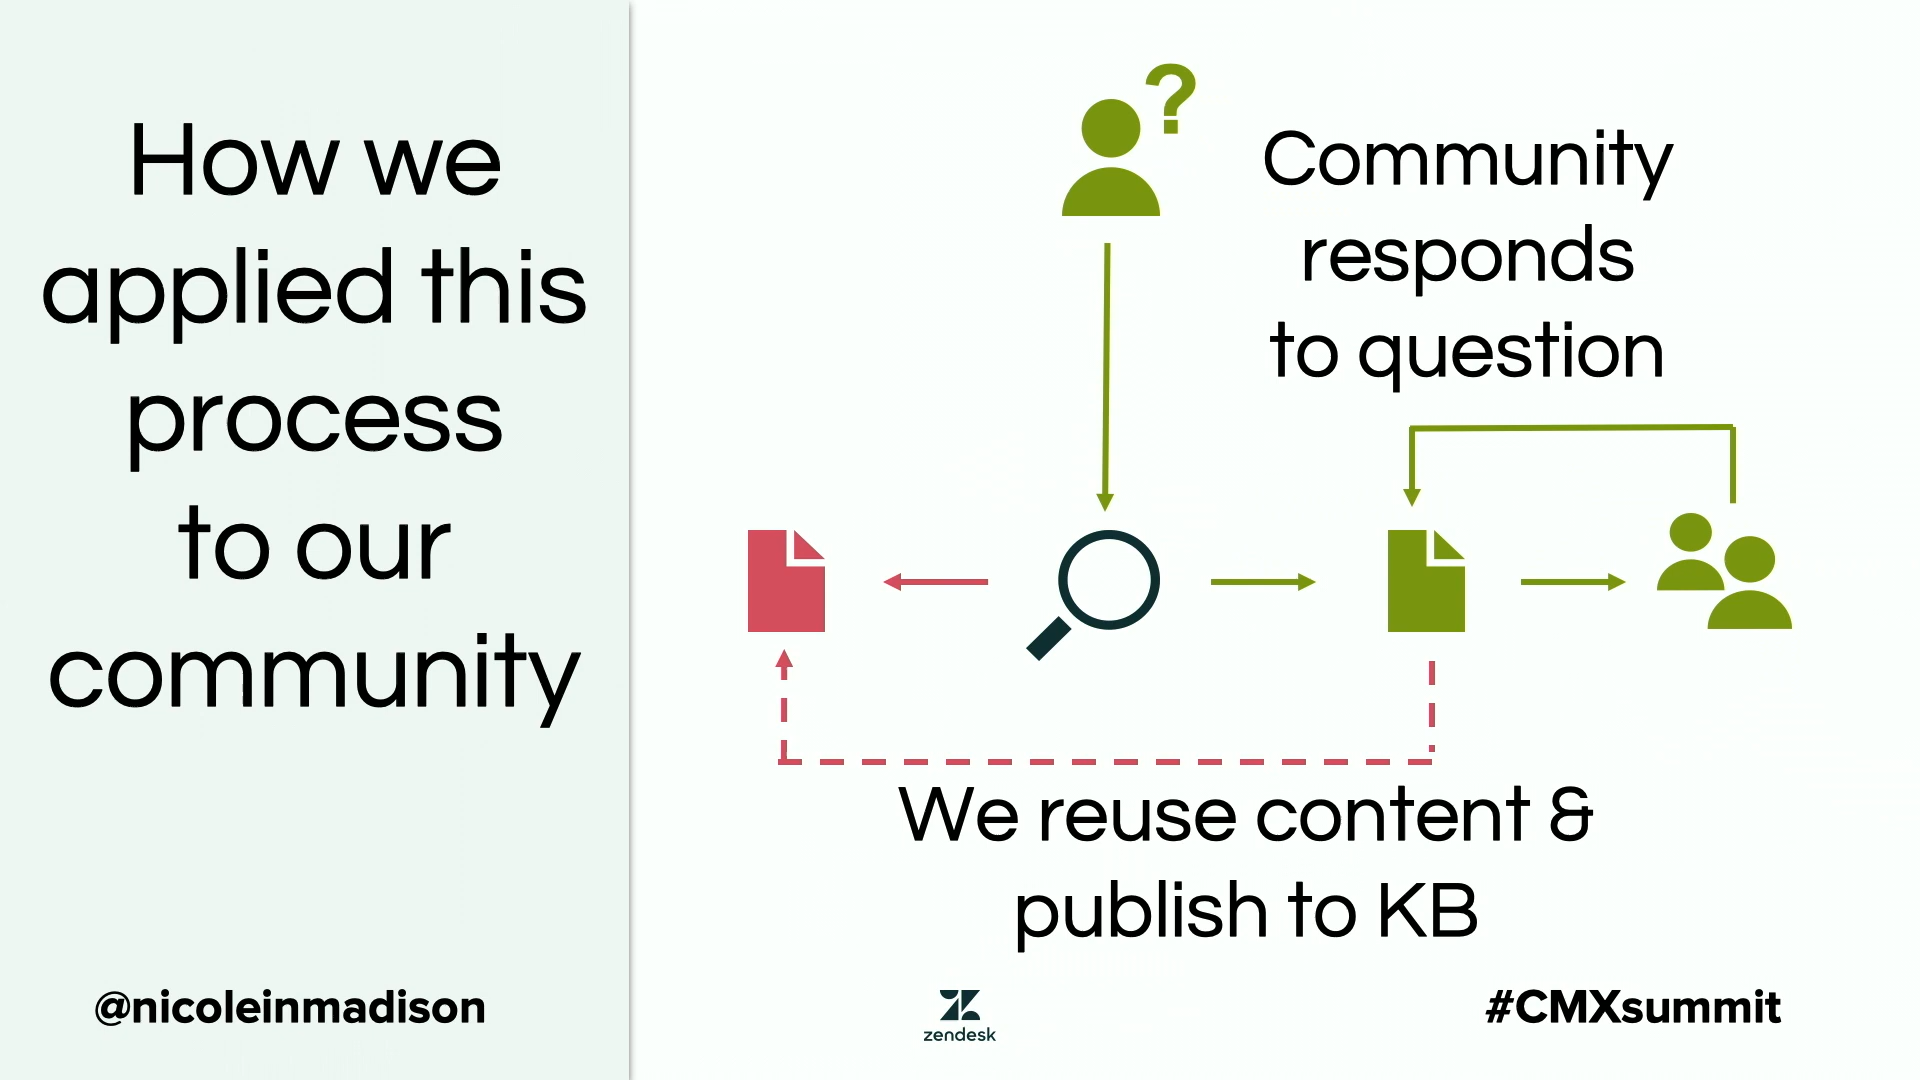 How we
applied this
process
to our
community
?
Community
responds
to question
We reuse content &
publish to KB
@nicoleinmadison
zendesk
#CMXsummit